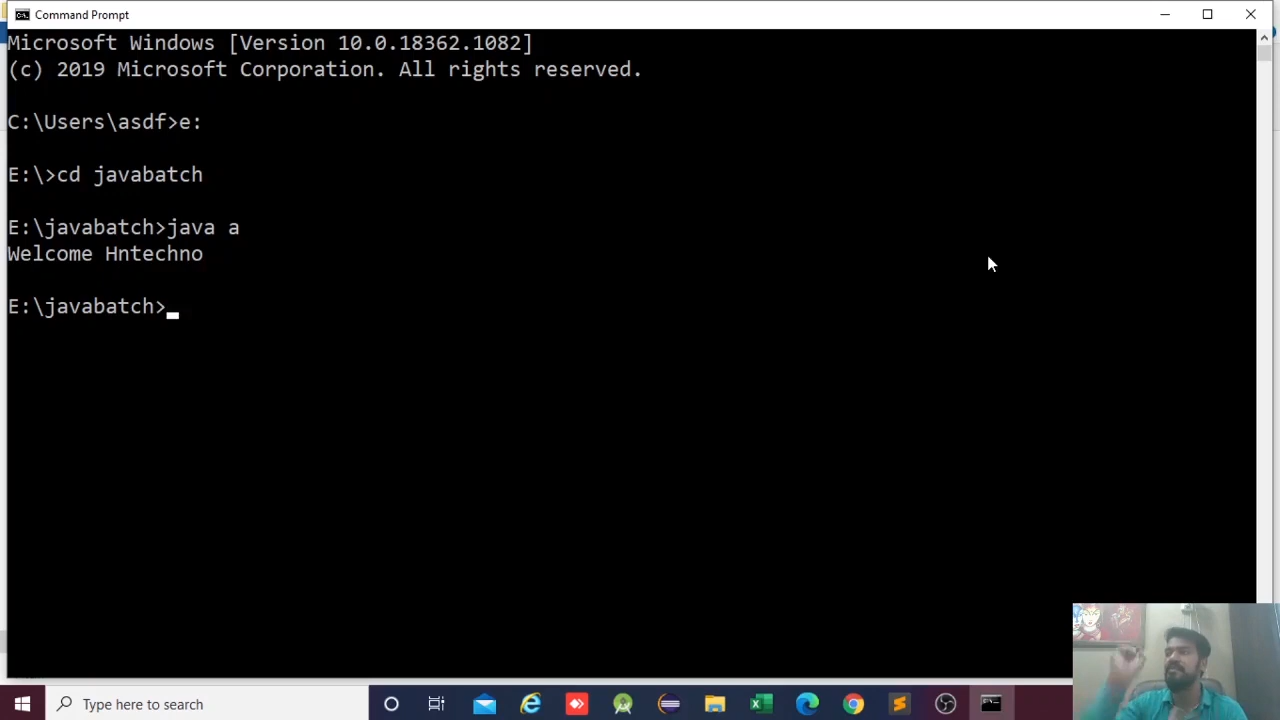 Command Prompt
Microsoft Windows [Version 10.0.18362.1082]
(c) 2019 Microsoft Corporation. All rights reserved.
C:\Users\asdf>e:
E:\>cd javabatch
E:\javabatch>java a
Welcome Hntechno
E:\javabatch>
Type here to search